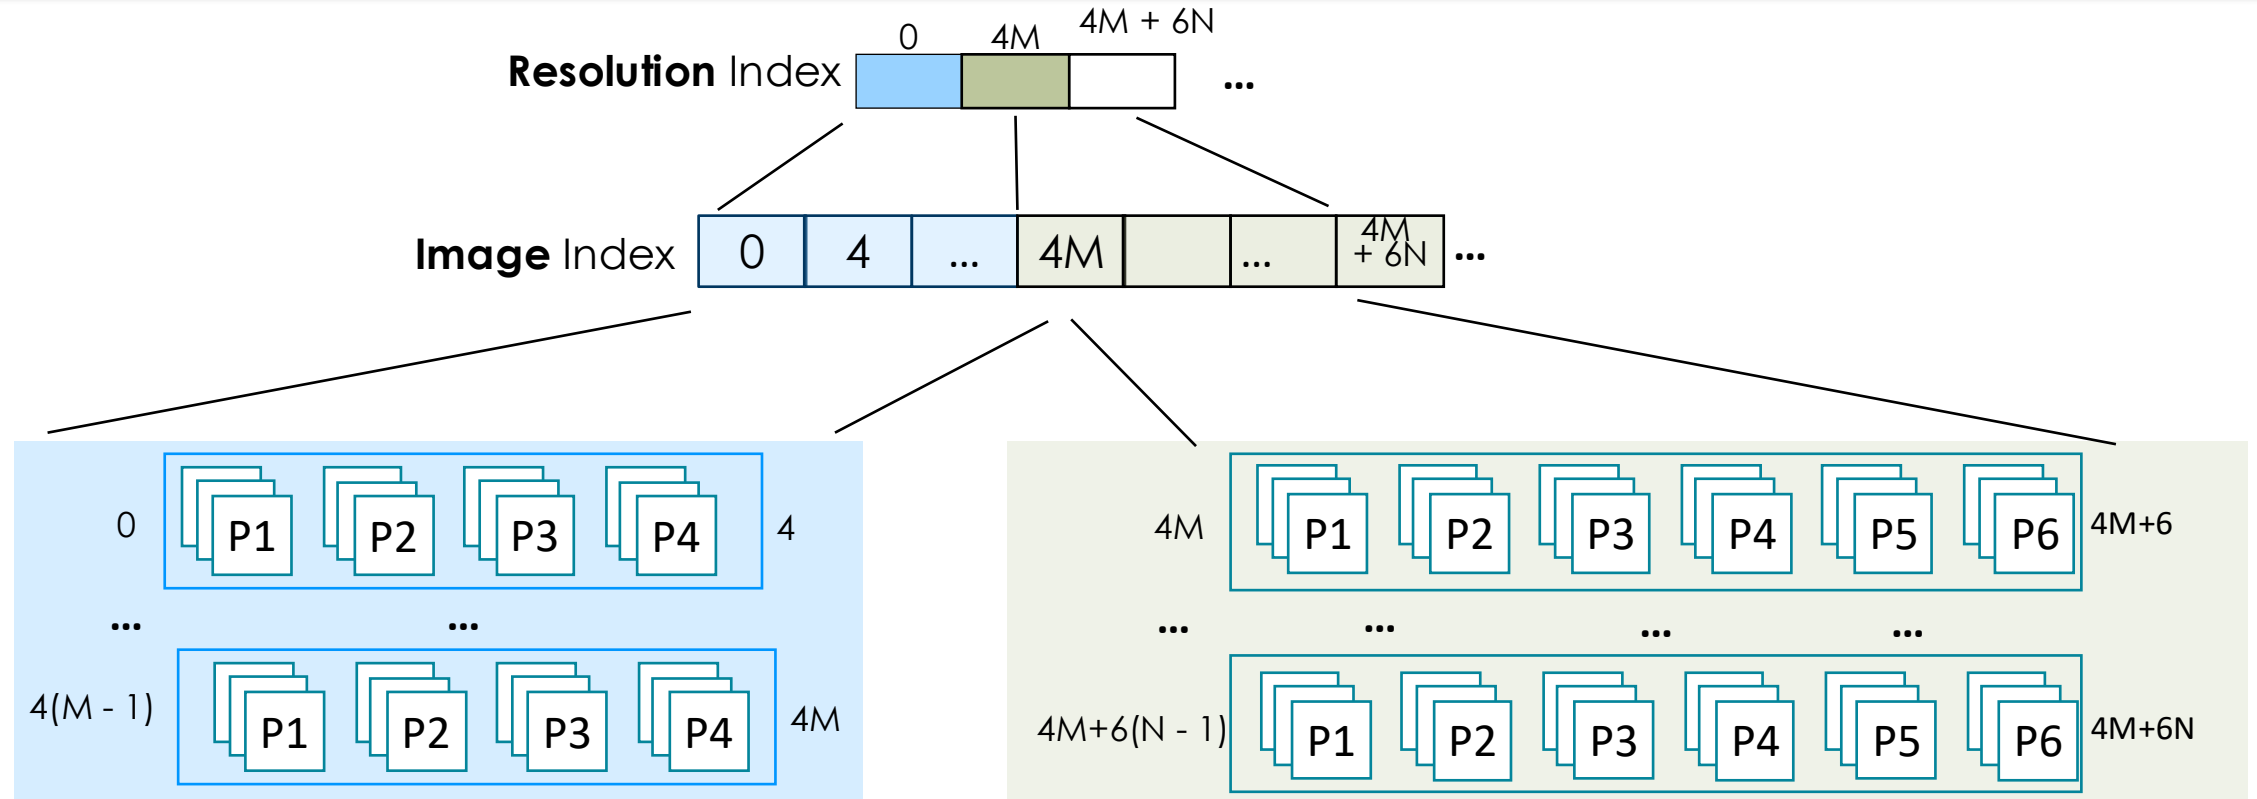 0 4M 4M + 6N
Resolution Index ...
Image Index 0 4 ... 4M ... 4M + 6N ...
0 P1 P2 P3 P4 4
... ...
4(M - 1) P1 P2 P3 P4 4M
4M P1 P2 P3 P4 P5 P6 4M+6
... ... ... ...
4M+6(N - 1) P1 P2 P3 P4 P5 P6 4M+6N